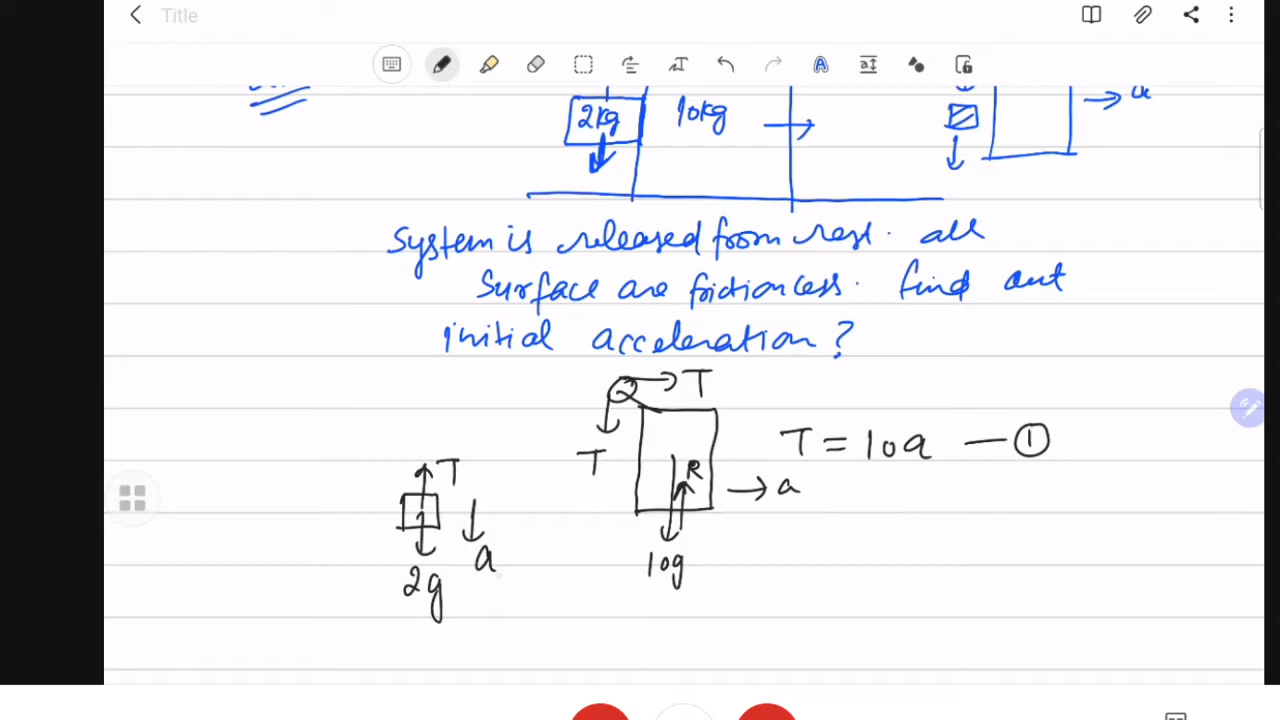 Title
2kg 10kg a
System is released from rest. all
surface are frictionless. find out
initial acceleration?
T
T T = 10a — ①
T R a
a
2g 10g